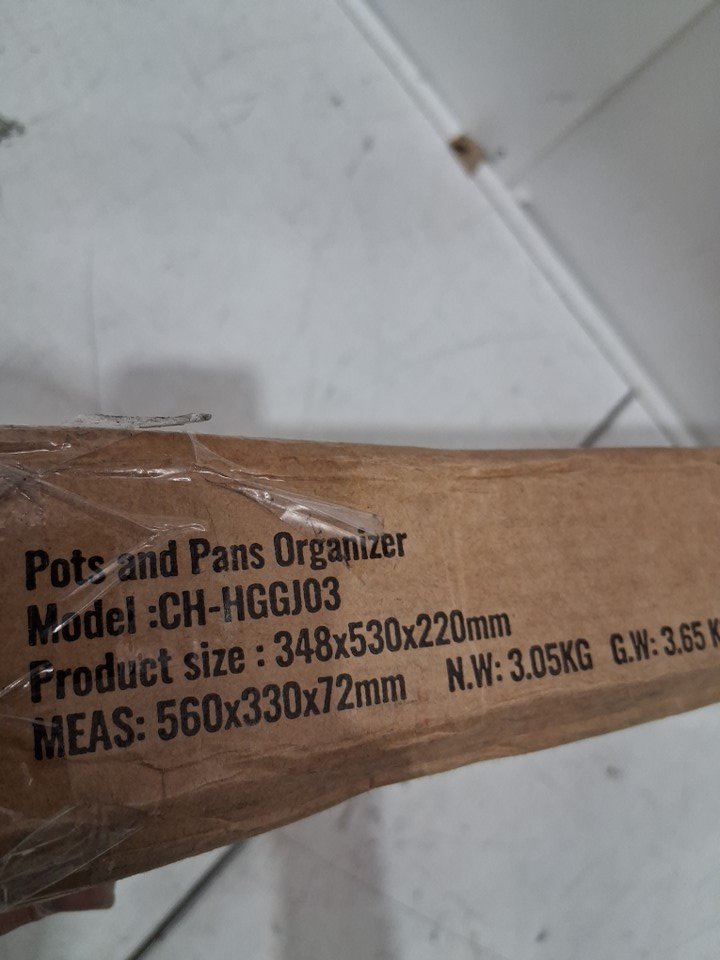 Pots and Pans Organizer
Model :CH-HGGJ03
Product size : 348x530x220mm
MEAS: 560x330x72mm N.W: 3.05KG G.W: 3.65 K